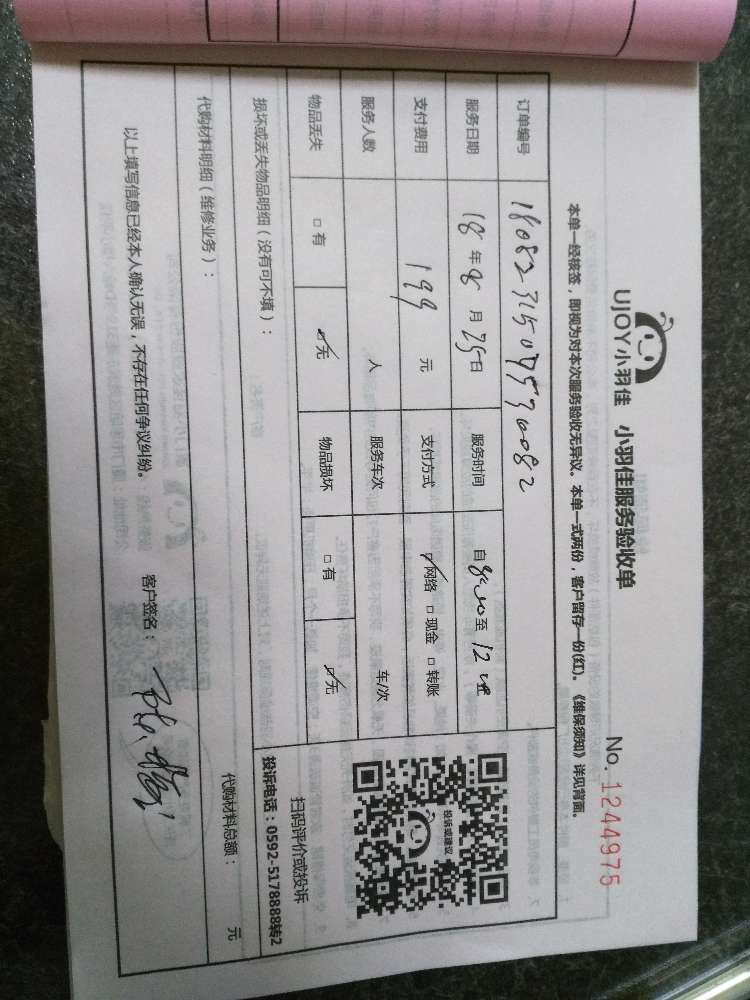 UJOY小羽佳 小羽佳服务验收单
No. 1244975
本单一经核签，即视为对本次服务验收无异议。本单一式两份，客户留存一份(红)。《维保须知》详见背面。
订单编号
服务日期 18年8月25日 服务时间 自8:00至12:00
支付费用 199元 支付方式 网络 □现金 □转账
服务人数 人 服务车次 车/次
物品丢失 □有 □无 物品损坏 □有 □无
投诉或建议
扫码评价或投诉
投诉电话：0592-5178888转2
损坏或丢失物品明细（没有可不填）：
代购材料明细（维修业务）： 代购材料总额： 元
以上填写信息已经本人确认无误，不存在任何争议纠纷。 客户签名：